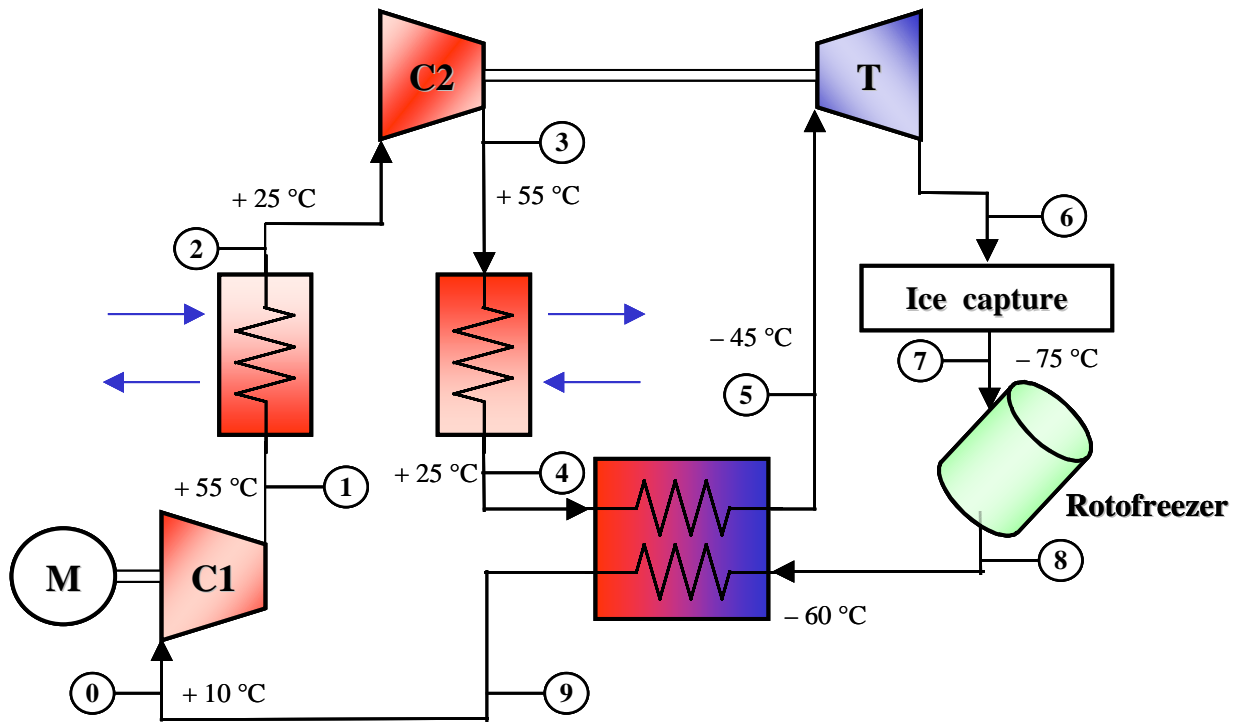 C2
T
3
+ 25 °C
+ 55 °C
6
2
Ice capture
– 45 °C
7
– 75 °C
5
+ 25 °C
4
+ 55 °C
1
Rotofreezer
M
C1
8
– 60 °C
0
+ 10 °C
9